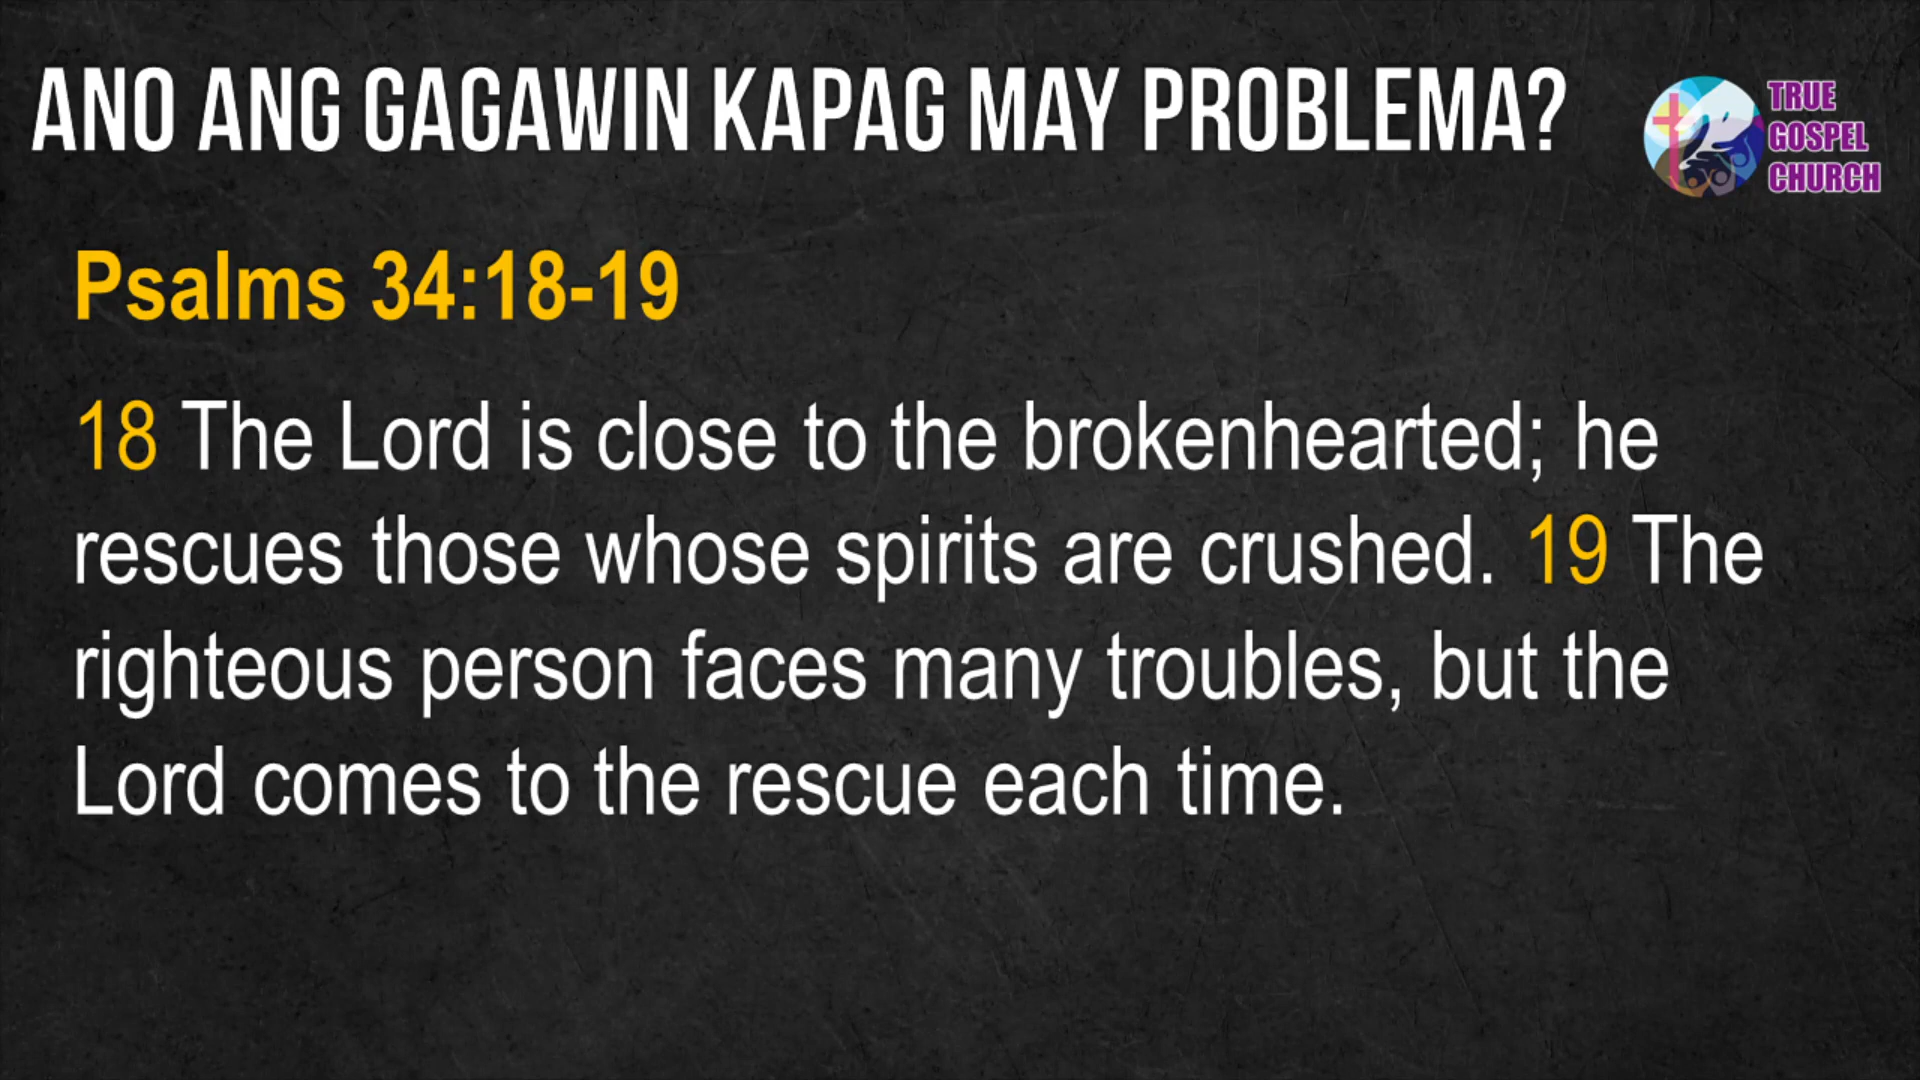 ANO ANG GAGAWIN KAPAG MAY PROBLEMA?
TRUE
GOSPEL
CHURCH
Psalms 34:18-19
18 The Lord is close to the brokenhearted; he
rescues those whose spirits are crushed. 19 The
righteous person faces many troubles, but the
Lord comes to the rescue each time.